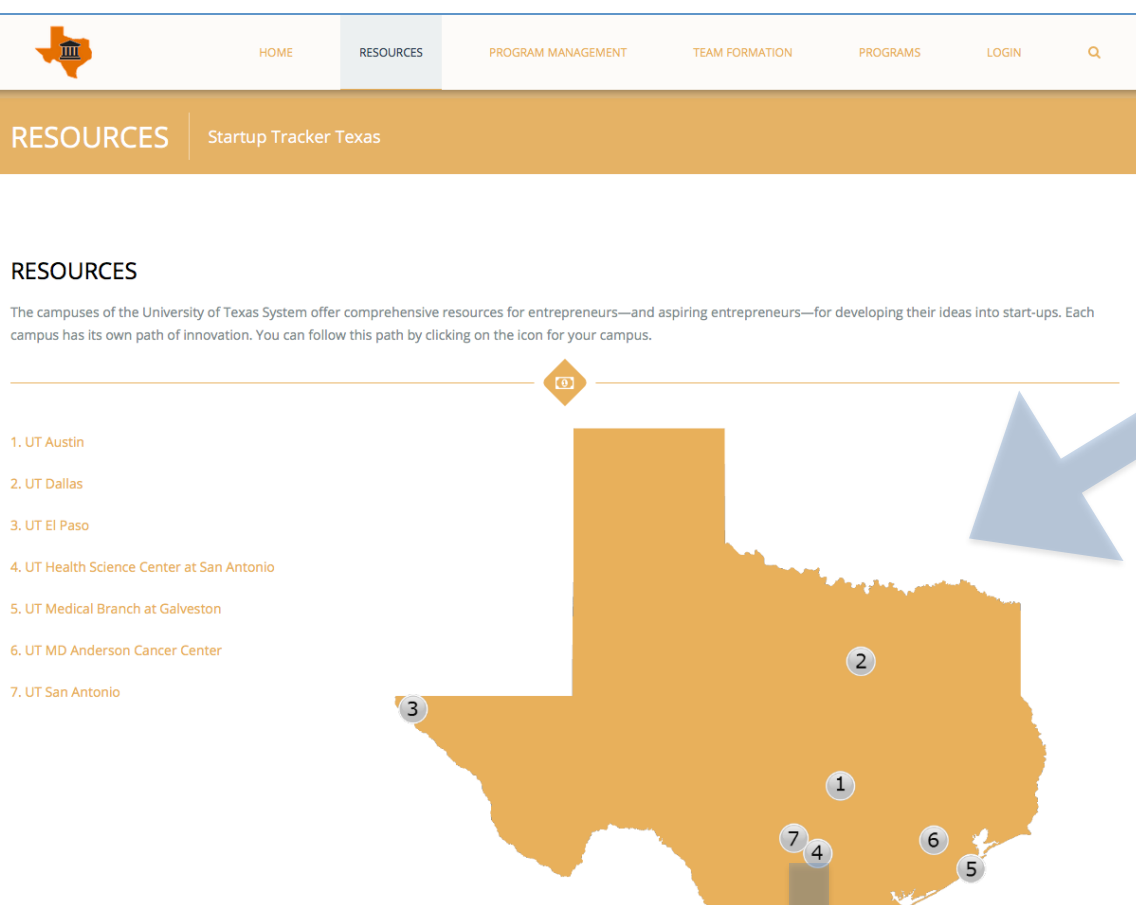 HOME RESOURCES PROGRAM MANAGEMENT TEAM FORMATION PROGRAMS LOGIN
RESOURCES Startup Tracker Texas
RESOURCES
The campuses of the University of Texas System offer comprehensive resources for entrepreneurs—and aspiring entrepreneurs—for developing their ideas into start-ups. Each
campus has its own path of innovation. You can follow this path by clicking on the icon for your campus.
1. UT Austin
2. UT Dallas
3. UT El Paso
4. UT Health Science Center at San Antonio
5. UT Medical Branch at Galveston
6. UT MD Anderson Cancer Center
7. UT San Antonio
2
3
1
7
4
6
5